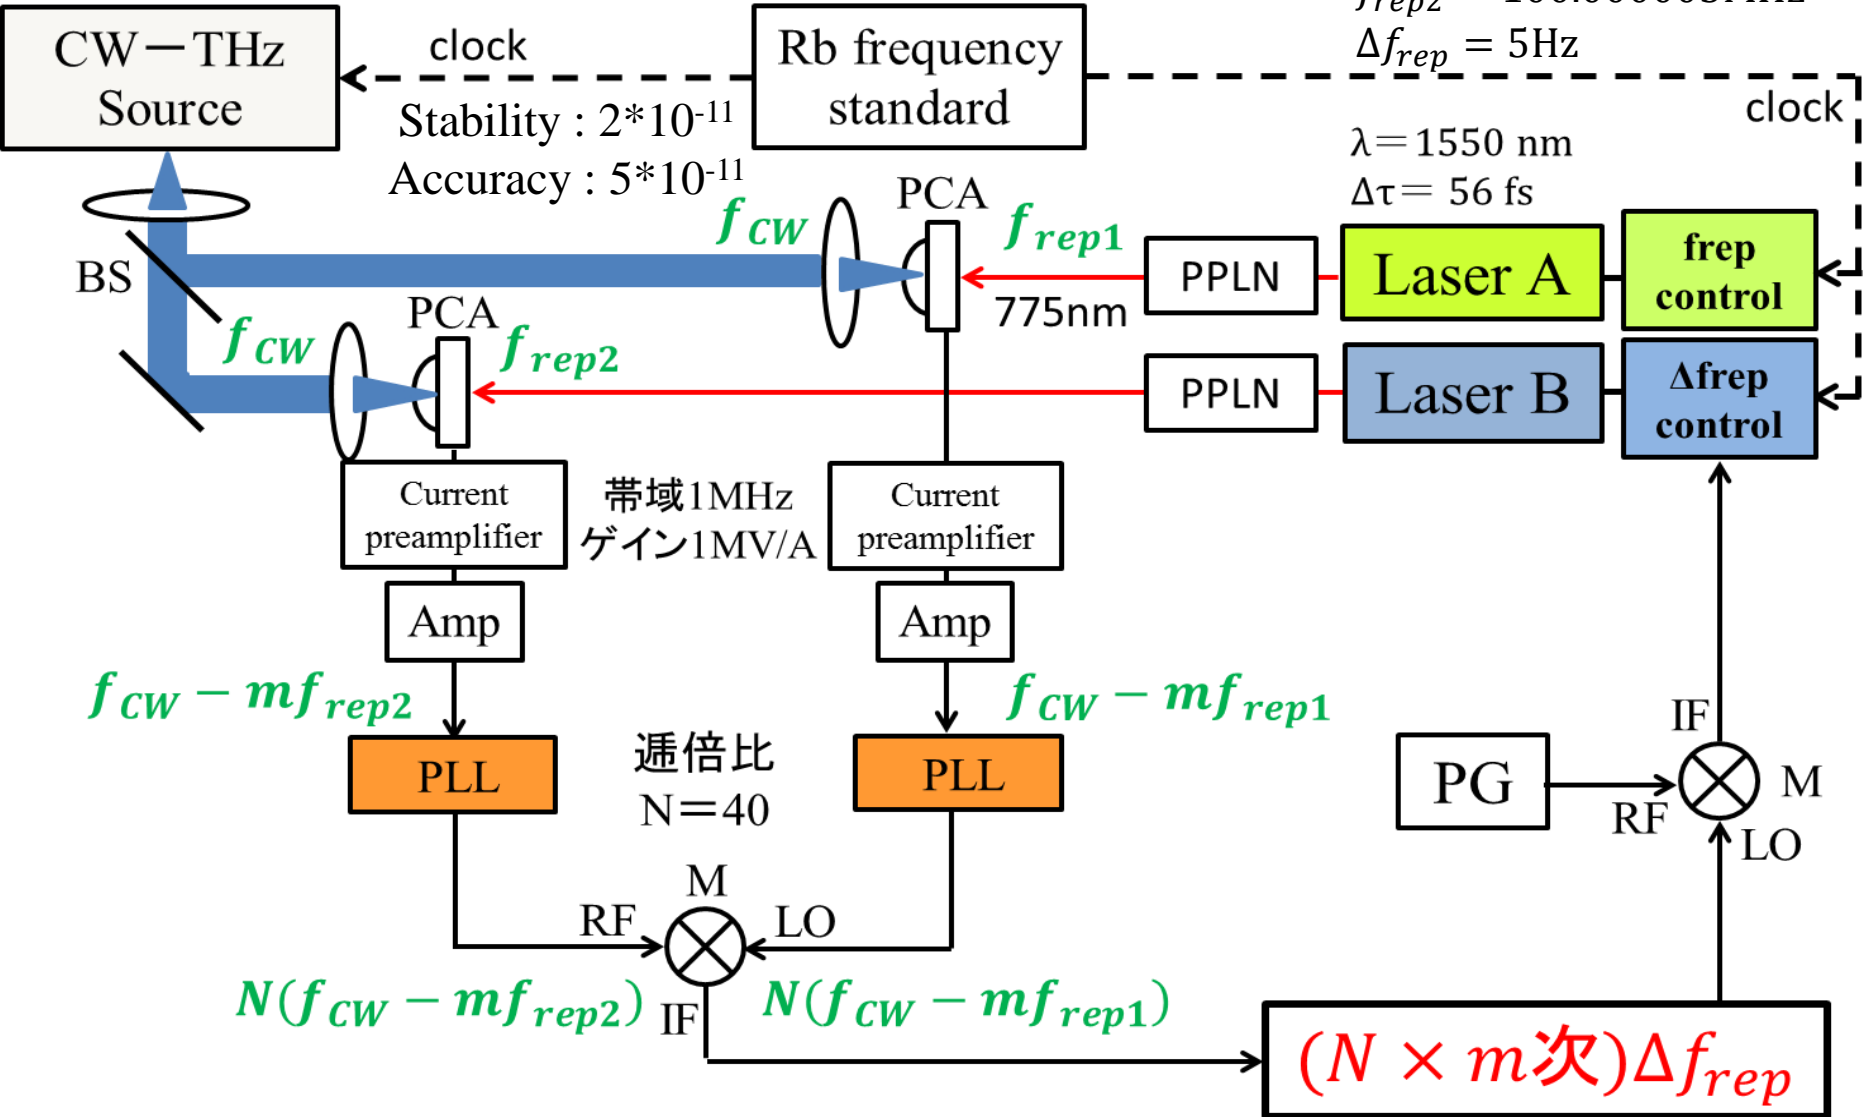 Δf_rep = 5Hz
CW－THz
Source
clock
Rb frequency
standard
clock
Stability : 2*10^-11
Accuracy : 5*10^-11
λ＝1550 nm
Δτ＝ 56 fs
PCA
f_CW
f_rep1
PPLN
Laser A
frep
control
BS
775nm
PCA
f_CW
f_rep2
PPLN
Laser B
Δfrep
control
Current
preamplifier
帯域1MHz
ゲイン1MV/A
Current
preamplifier
Amp
Amp
f_CW − mf_rep2
f_CW − mf_rep1
PLL
逓倍比
N＝40
PLL
IF
PG
M
RF
LO
M
RF
LO
N(f_CW − mf_rep2)
IF
N(f_CW − mf_rep1)
(N × m次)Δf_rep